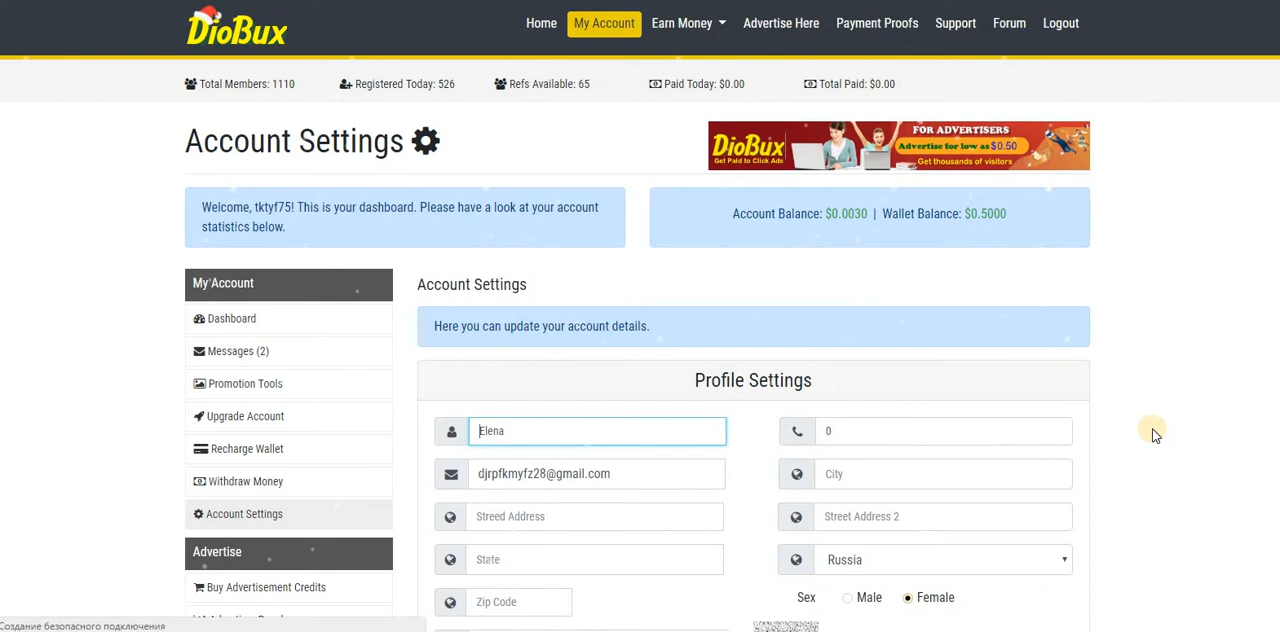 DioBux
Home My Account Earn Money Advertise Here Payment Proofs Support Forum Logout
Total Members: 1110 Registered Today: 526 Refs Available: 65 Paid Today: $0.00 Total Paid: $0.00
Account Settings
DioBux
Get Paid to Click Ads
FOR ADVERTISERS
Advertise for low as $0.50
Get thousands of visitors
Welcome, tktyf75! This is your dashboard. Please have a look at your account
statistics below.
Account Balance: $0.0030 | Wallet Balance: $0.5000
My Account
Dashboard
Messages (2)
Promotion Tools
Upgrade Account
Recharge Wallet
Withdraw Money
Account Settings
Advertise
Buy Advertisement Credits
Account Settings
Here you can update your account details.
Profile Settings
Elena
0
djrpfkmyfz28@gmail.com
City
Streed Address
Street Address 2
State
Russia
Zip Code
Sex Male Female
Создание безопасного подключения